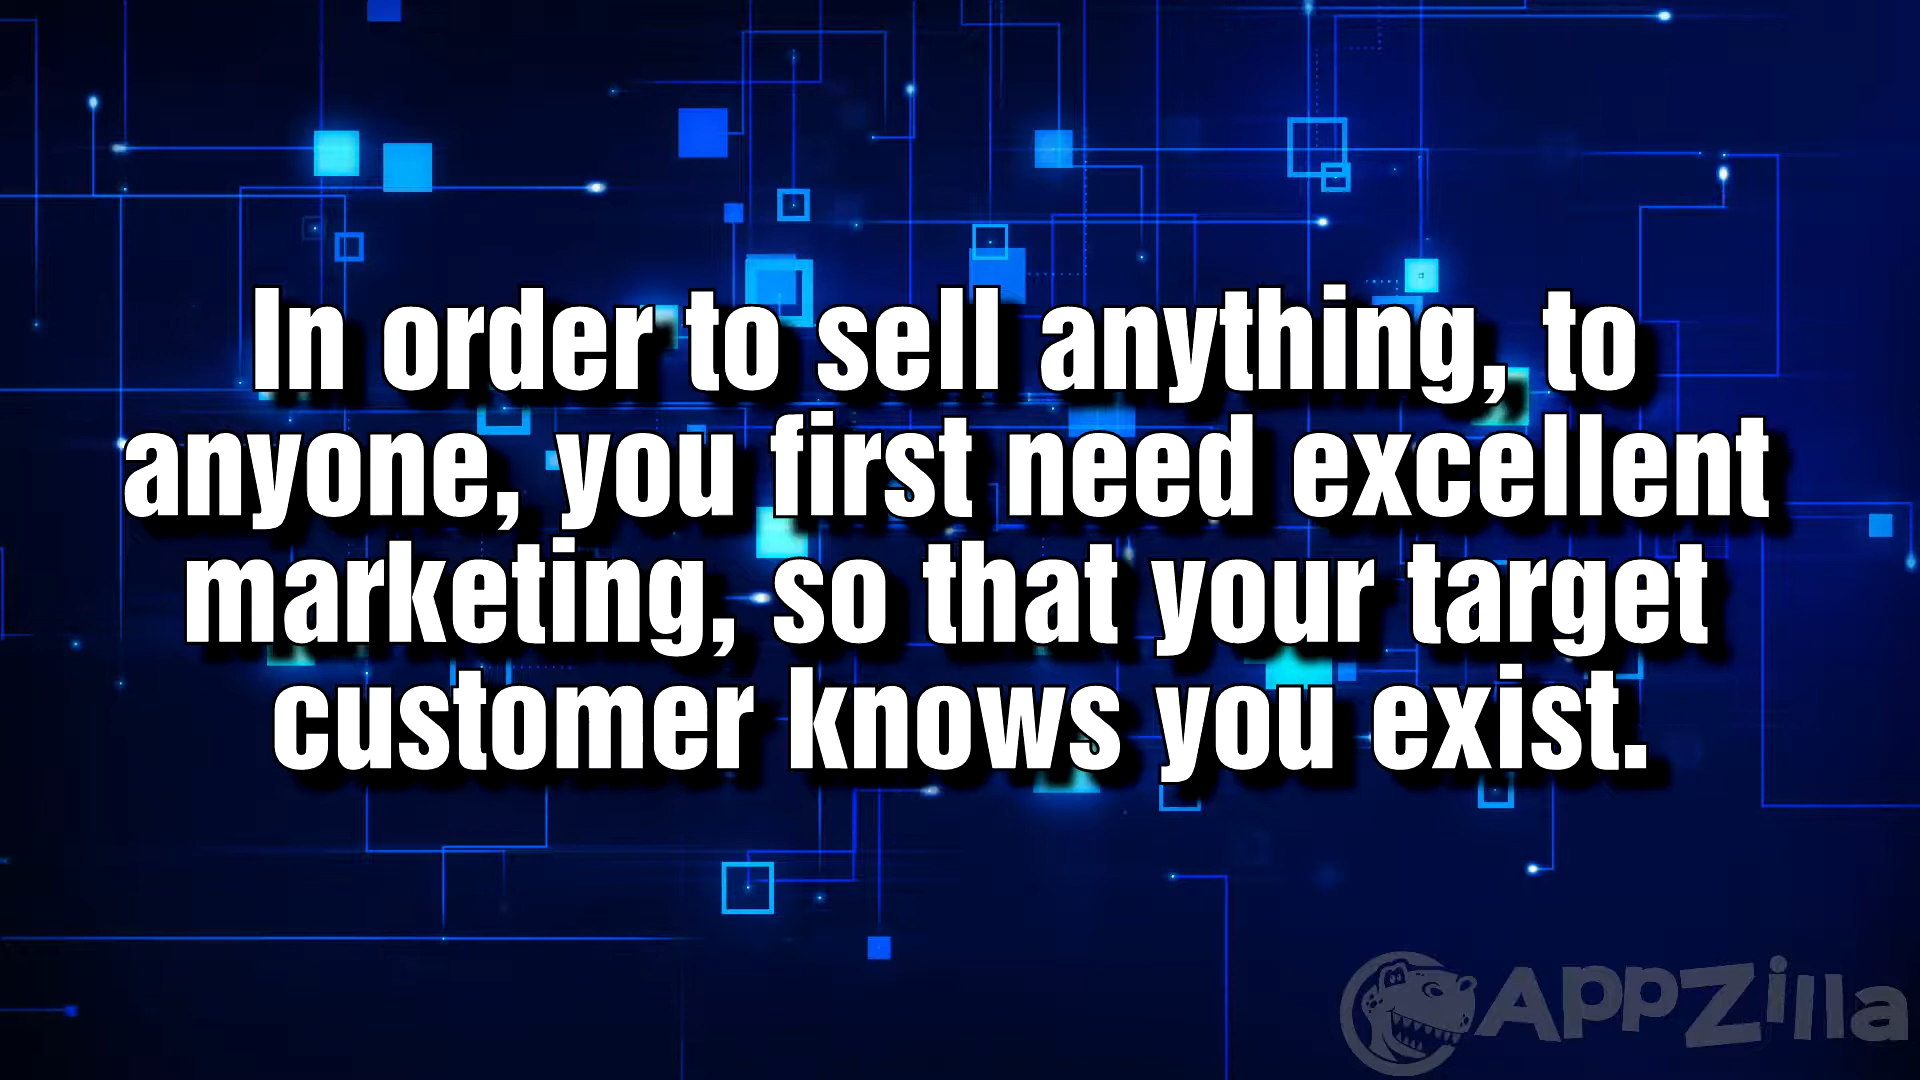 In order to sell anything, to
anyone, you first need excellent
marketing, so that your target
customer knows you exist.
AppZilla